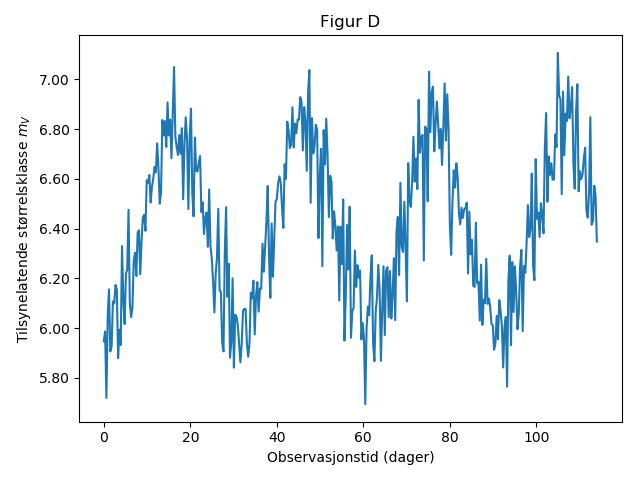 Figur D
Tilsynelatende størrelsesklasse $m_V$
7.00
6.80
6.60
6.40
6.20
6.00
5.80
0 20 40 60 80 100
Observasjonstid (dager)